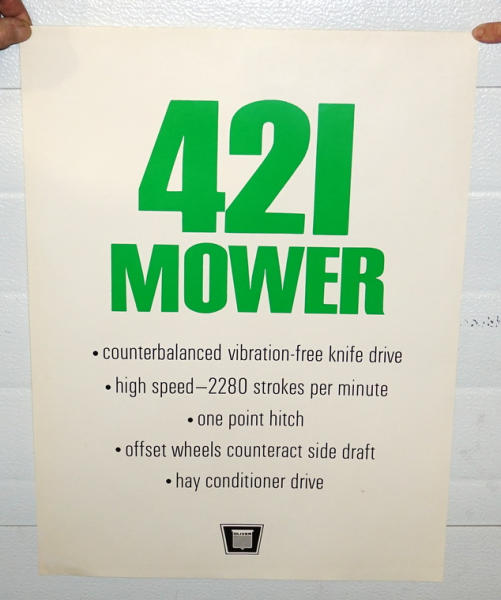 421
MOWER
• counterbalanced vibration-free knife drive
• high speed–2280 strokes per minute
• one point hitch
• offset wheels counteract side draft
• hay conditioner drive
OLIVER